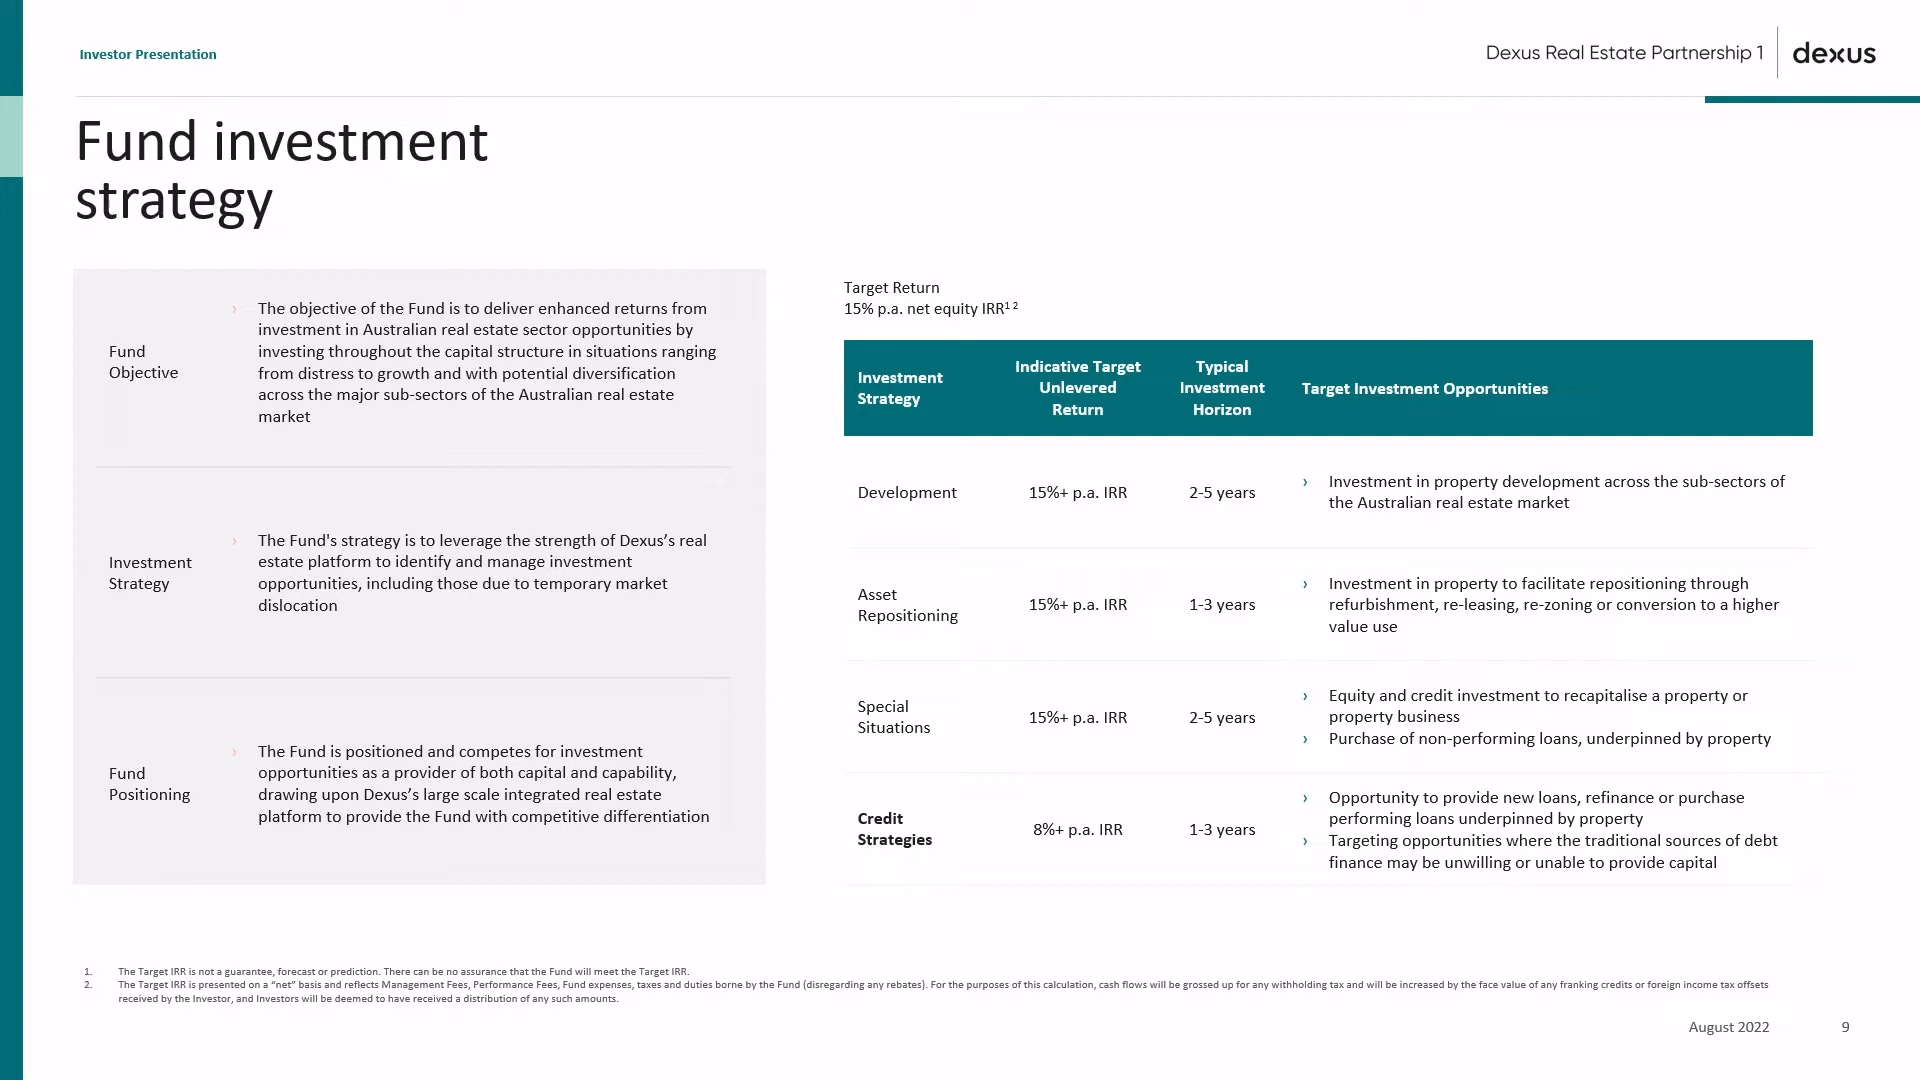 Investor Presentation
Dexus Real Estate Partnership 1
dexus
Fund investment
strategy
Fund
Objective
› The objective of the Fund is to deliver enhanced returns from
investment in Australian real estate sector opportunities by
investing throughout the capital structure in situations ranging
from distress to growth and with potential diversification
across the major sub-sectors of the Australian real estate
market
Investment
Strategy
› The Fund's strategy is to leverage the strength of Dexus’s real
estate platform to identify and manage investment
opportunities, including those due to temporary market
dislocation
Fund
Positioning
› The Fund is positioned and competes for investment
opportunities as a provider of both capital and capability,
drawing upon Dexus’s large scale integrated real estate
platform to provide the Fund with competitive differentiation
Target Return
15% p.a. net equity IRR¹ ²
Investment
Strategy
Indicative Target
Unlevered
Return
Typical
Investment
Horizon
Target Investment Opportunities
Development
15%+ p.a. IRR
2-5 years
› Investment in property development across the sub-sectors of
the Australian real estate market
Asset
Repositioning
15%+ p.a. IRR
1-3 years
› Investment in property to facilitate repositioning through
refurbishment, re-leasing, re-zoning or conversion to a higher
value use
Special
Situations
15%+ p.a. IRR
2-5 years
› Equity and credit investment to recapitalise a property or
property business
› Purchase of non-performing loans, underpinned by property
Credit
Strategies
8%+ p.a. IRR
1-3 years
› Opportunity to provide new loans, refinance or purchase
performing loans underpinned by property
› Targeting opportunities where the traditional sources of debt
finance may be unwilling or unable to provide capital
1. The Target IRR is not a guarantee, forecast or prediction. There can be no assurance that the Fund will meet the Target IRR.
2. The Target IRR is presented on a “net” basis and reflects Management Fees, Performance Fees, Fund expenses, taxes and duties borne by the Fund (disregarding any rebates). For the purposes of this calculation, cash flows will be grossed up for any withholding tax and will be increased by the face value of any franking credits or foreign income tax offsets
received by the Investor, and Investors will be deemed to have received a distribution of any such amounts.
August 2022
9